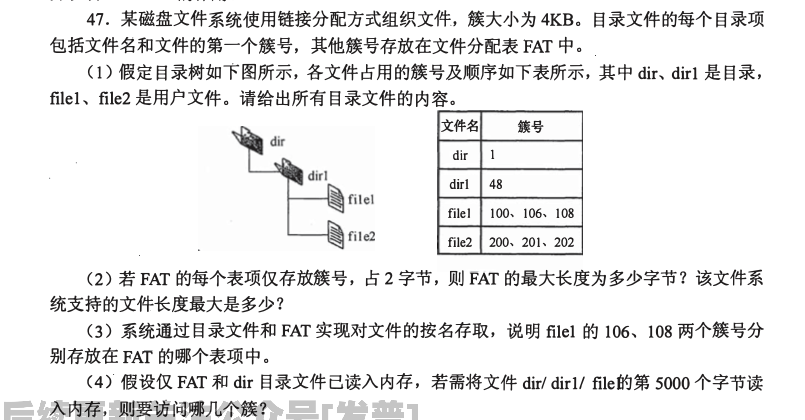 47．某磁盘文件系统使用链接分配方式组织文件，簇大小为 4KB。目录文件的每个目录项
包括文件名和文件的第一个簇号，其他簇号存放在文件分配表 FAT 中。
（1）假定目录树如下图所示，各文件占用的簇号及顺序如下表所示，其中 dir、dir1 是目录，
file1、file2 是用户文件。请给出所有目录文件的内容。
dir
dir1
file1
file2
文件名 簇号
dir 1
dir1 48
file1 100、106、108
file2 200、201、202
（2）若 FAT 的每个表项仅存放簇号，占 2 字节，则 FAT 的最大长度为多少字节？该文件系
统支持的文件长度最大是多少？
（3）系统通过目录文件和 FAT 实现对文件的按名存取，说明 file1 的 106、108 两个簇号分
别存放在 FAT 的哪个表项中。
（4）假设仅 FAT 和 dir 目录文件已读入内存，若需将文件 dir/ dir1/ file的第 5000 个字节读
入内存，则要访问哪几个簇？